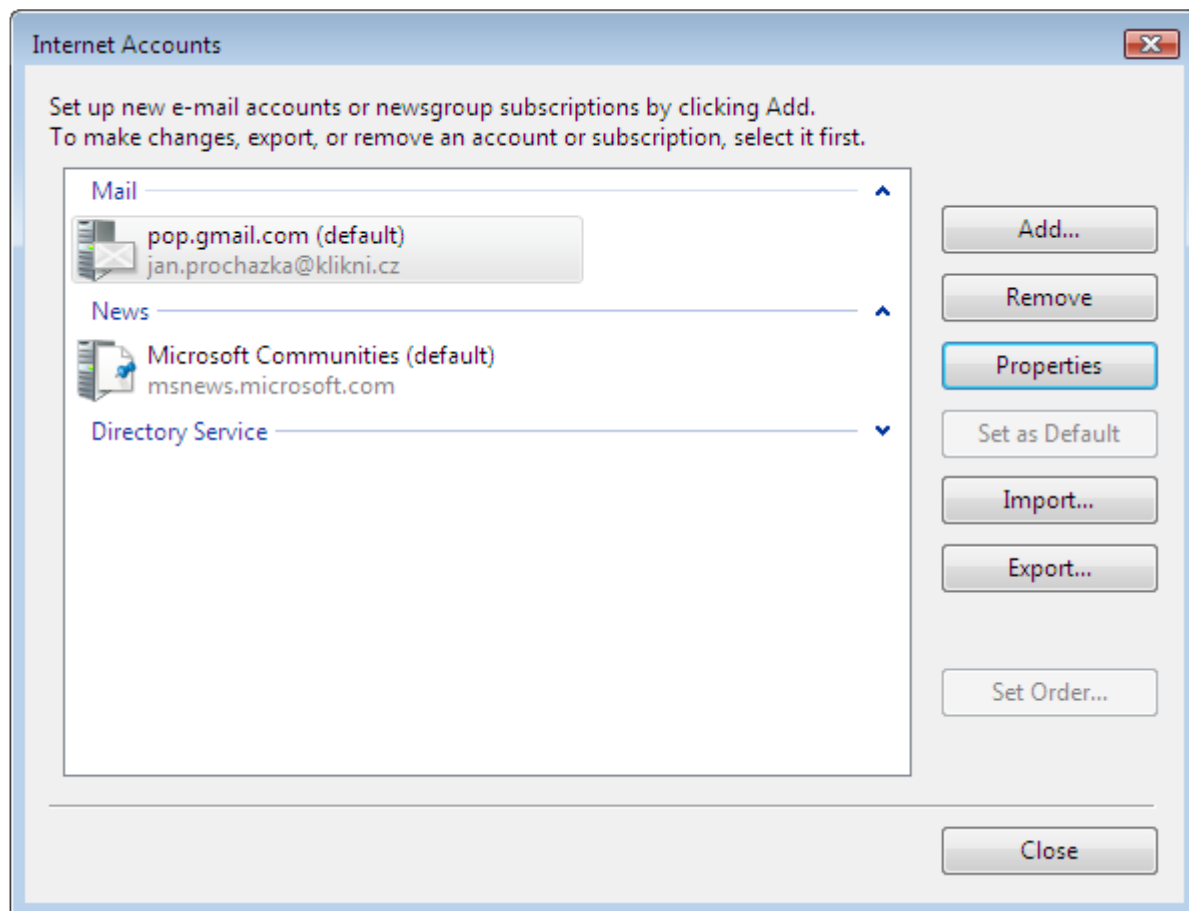 Internet Accounts
Set up new e-mail accounts or newsgroup subscriptions by clicking Add.
To make changes, export, or remove an account or subscription, select it first.
Mail
pop.gmail.com (default)
jan.prochazka@klikni.cz
News
Microsoft Communities (default)
msnews.microsoft.com
Directory Service
Add...
Remove
Properties
Set as Default
Import...
Export...
Set Order...
Close